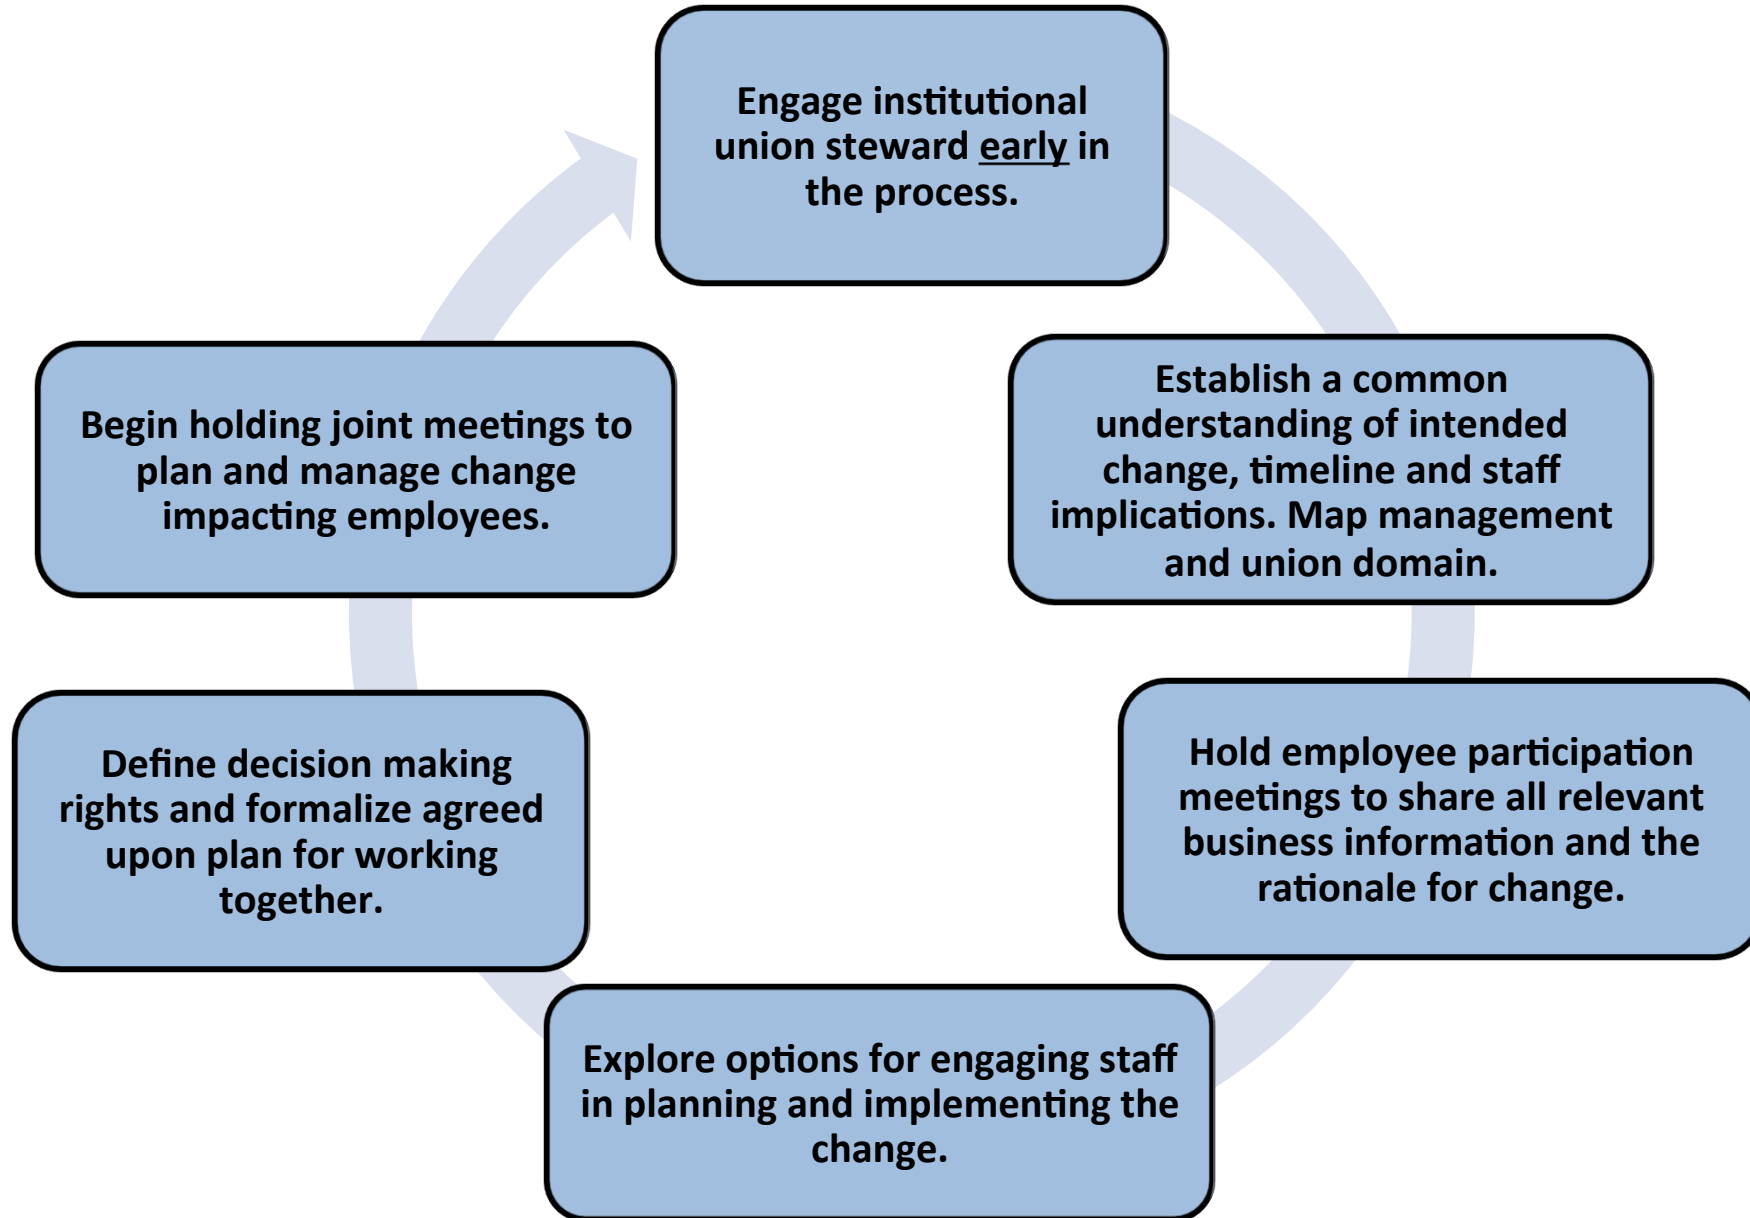 Engage institutional
union steward early in
the process.
Establish a common
understanding of intended
change, timeline and staff
implications. Map management
and union domain.
Hold employee participation
meetings to share all relevant
business information and the
rationale for change.
Explore options for engaging staff
in planning and implementing the
change.
Define decision making
rights and formalize agreed
upon plan for working
together.
Begin holding joint meetings to
plan and manage change
impacting employees.